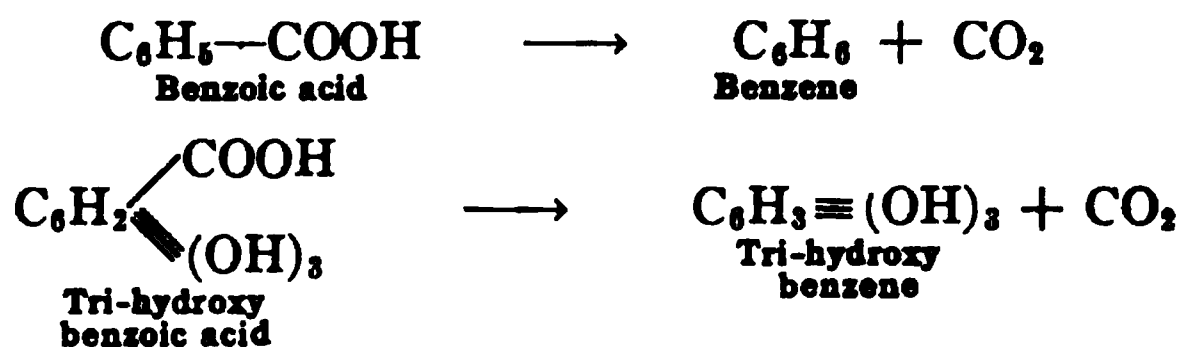 C₆H₅—COOH ⟶ C₆H₆ + CO₂
Benzoic acid Benzene
COOH
C₆H₂ ⟶ C₆H₃≡(OH)₃ + CO₂
(OH)₃ Tri-hydroxy
Tri-hydroxy benzene
benzoic acid